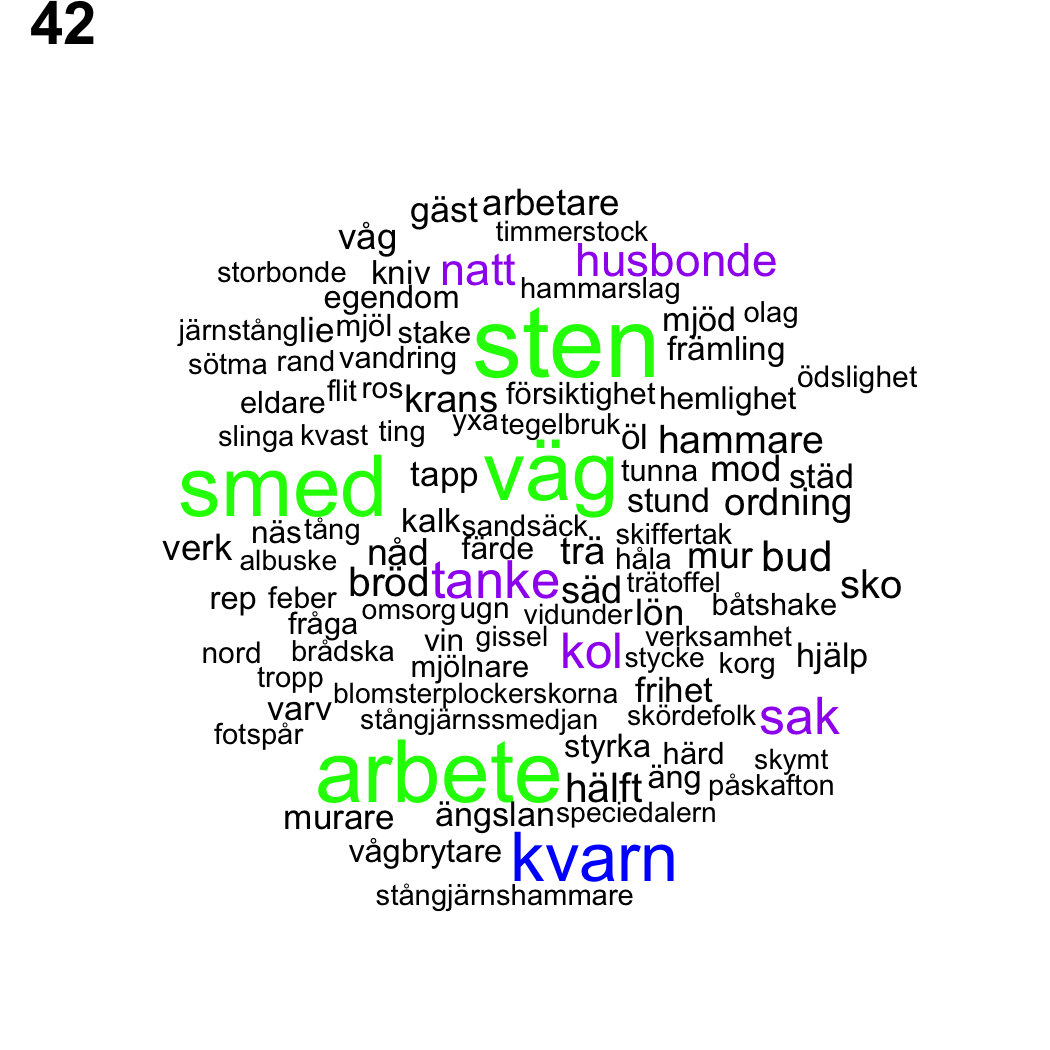 42
gäst arbetare
våg timmerstock
storbonde kniv natt husbonde
egendom hammarslag
järnstång lie mjöl stake sten mjöd olag
sötma rand vandring främling
ödslighet
eldare flit ros krans försiktighet hemlighet
slinga kvast ting yxa tegelbruk öl hammare
smed tapp väg tunna mod städ
stund ordning
näs tång kalk sandsäck skiffertak
verk albuske nåd färde trä håla mur bud
bröd tanke säd trätoffel sko
rep feber omsorg ugn vidunder lön båtshake
fråga vin gissel kol verksamhet
nord brådska mjölnare stycke korg hjälp
tropp blomsterplockerskorna frihet
varv stångjärnssmedjan skördefolk sak
fotspår styrka härd skymt
arbete hälft äng påskafton
murare ängslan speciedalern
vågbrytare kvarn
stångjärnshammare